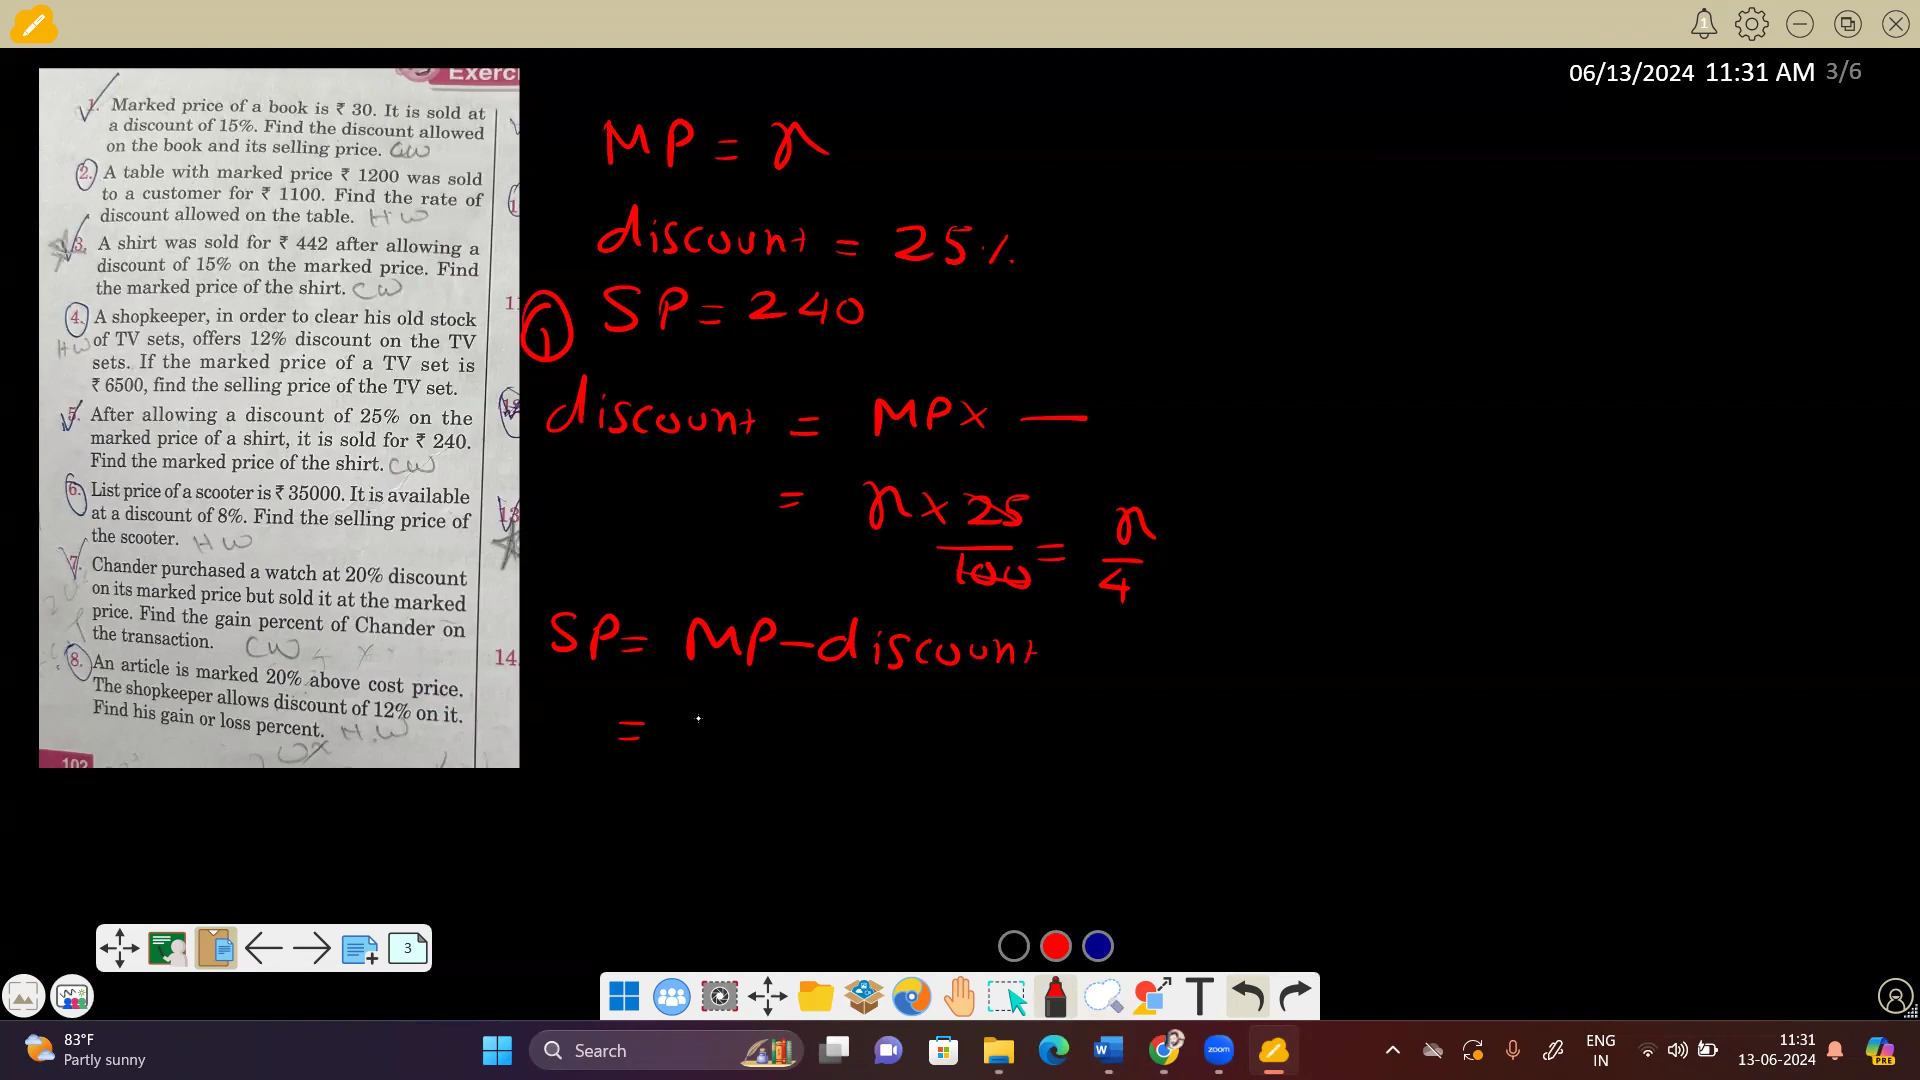 06/13/2024 11:31 AM 3/6
Exerci
1. Marked price of a book is ₹ 30. It is sold at
a discount of 15%. Find the discount allowed
on the book and its selling price. CW
2. A table with marked price ₹ 1200 was sold
to a customer for ₹ 1100. Find the rate of
discount allowed on the table. H W
3. A shirt was sold for ₹ 442 after allowing a
discount of 15% on the marked price. Find
the marked price of the shirt. CW
4. A shopkeeper, in order to clear his old stock
HW of TV sets, offers 12% discount on the TV
sets. If the marked price of a TV set is
₹ 6500, find the selling price of the TV set.
5. After allowing a discount of 25% on the
marked price of a shirt, it is sold for ₹ 240.
Find the marked price of the shirt. CW
6. List price of a scooter is ₹ 35000. It is available
at a discount of 8%. Find the selling price of
the scooter. H W
7. Chander purchased a watch at 20% discount
on its marked price but sold it at the marked
price. Find the gain percent of Chander on
the transaction. CW
8. An article is marked 20% above cost price.
The shopkeeper allows discount of 12% on it.
Find his gain or loss percent. H.W
102
11
13
14.
MP = x
discount = 25%
① SP = 240
discount = MP × —
= x × 25/100 = x/4
SP = MP - discount
=
3
T
83°F
Partly sunny
Search
zoom
ENG
IN
11:31
13-06-2024
PRE